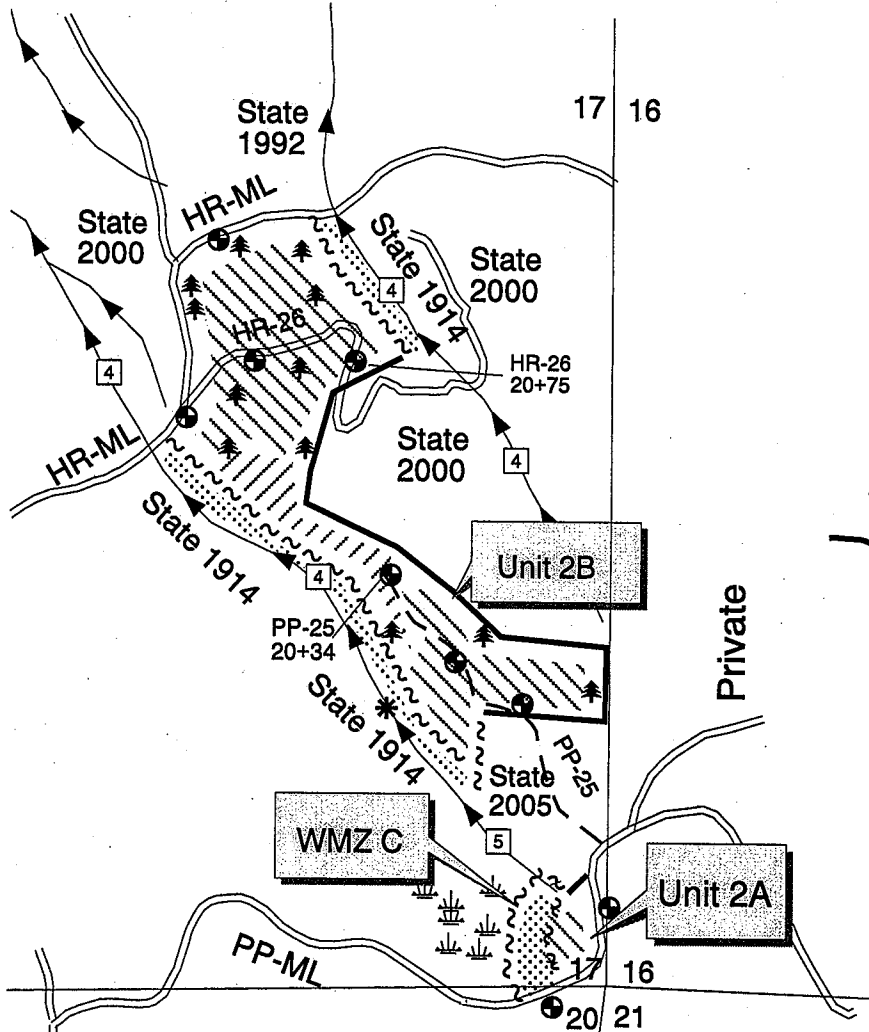 State
1992
17 16
HR-ML
State
2000
State 1914
State
2000
4
HR-26
HR-26
20+75
4
State
2000
HR-ML
4
State 1914
4
Unit 2B
PP-25
20+34
Private
State 1914
PP-25
State
2005
WMZ C
5
Unit 2A
PP-ML
17 16
20 21